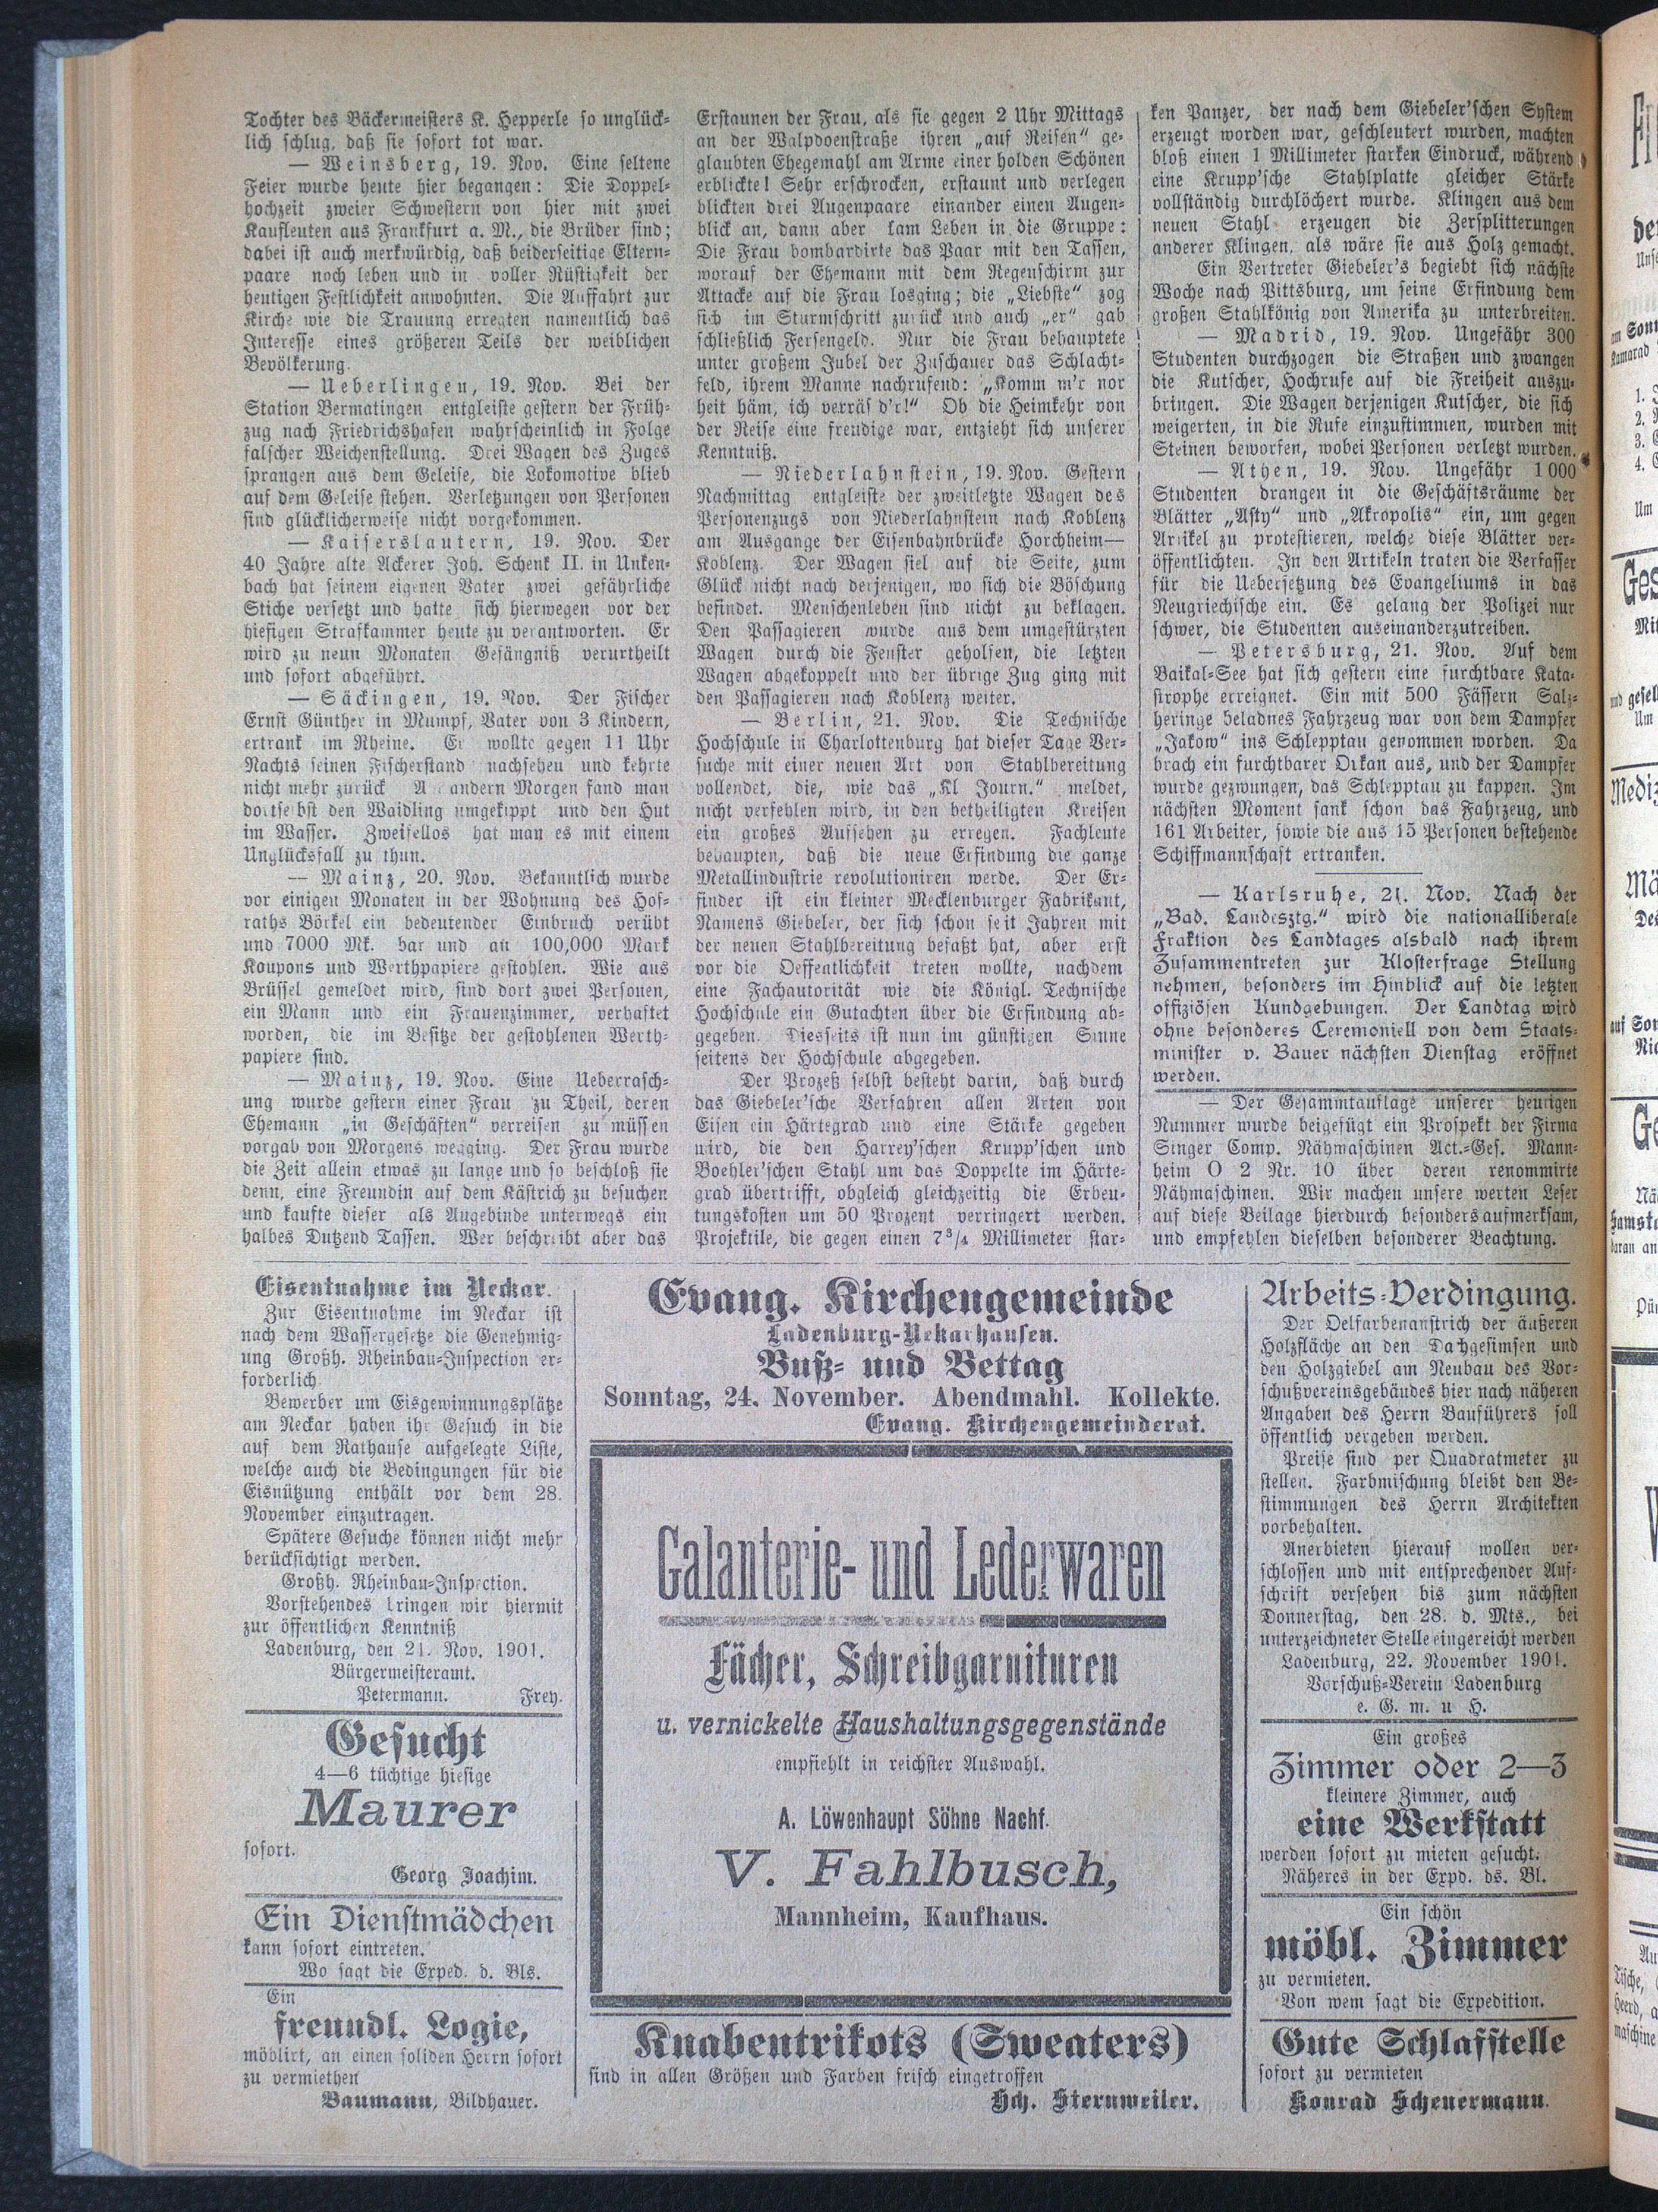 Tochter des Bäckermeisters K. Hepperle so unglück-
lich schlug, daß sie sofort tot war.
— Weinsberg, 19. Nov. Eine seltene
Feier wurde heute hier begangen: Die Doppel-
hochzeit zweier Schwestern von hier mit zwei
Kaufleuten aus Frankfurt a. M., die Brüder sind;
dabei ist auch merkwürdig, daß beiderseitige Eltern-
paare noch leben und in voller Rüstigkeit der
heutigen Festlichkeit anwohnten. Die Auffahrt zur
Kirche wie die Trauung erregten namentlich das
Interesse eines größeren Teils der weiblichen
Bevölkerung.
— Ueberlingen, 19. Nov. Bei der
Station Bermatingen entgleiste gestern der Früh-
zug nach Friedrichshafen wahrscheinlich in Folge
falscher Weichenstellung. Drei Wagen des Zuges
sprangen aus dem Geleise, die Lokomotive blieb
auf dem Geleise stehen. Verletzungen von Personen
sind glücklicherweise nicht vorgekommen.
— Kaiserslautern, 19. Nov. Der
40 Jahre alte Ackerer Joh. Schenk II. in Unken-
bach hat seinem eigenen Vater zwei gefährliche
Stiche versetzt und hatte sich hierwegen vor der
hiesigen Strafkammer heute zu verantworten. Er
wird zu neun Monaten Gefängniß verurtheilt
und sofort abgeführt.
— Säckingen, 19. Nov. Der Fischer
Ernst Günther in Mumpf, Vater von 3 Kindern,
ertrank im Rheine. Er wollte gegen 11 Uhr
Nachts seinen Fischerstand nachsehen und kehrte
nicht mehr zurück A andern Morgen fand man
dortselbst den Waidling umgekippt und den Hut
im Wasser. Zweifellos hat man es mit einem
Unglücksfall zu thun.
— Mainz, 20. Nov. Bekanntlich wurde
vor einigen Monaten in der Wohnung des Hof-
raths Börkel ein bedeutender Einbruch verübt
und 7000 Mk. bar und an 100,000 Mark
Koupons und Werthpapiere gestohlen. Wie aus
Brüssel gemeldet wird, sind dort zwei Personen,
ein Mann und ein Frauenzimmer, verhaftet
worden, die im Besitze der gestohlenen Werth-
papiere sind.
— Mainz, 19. Nov. Eine Ueberrasch-
ung wurde gestern einer Frau zu Theil, deren
Ehemann „in Geschäften“ verreisen zu müssen
vorgab von Morgens wegging. Der Frau wurde
die Zeit allein etwas zu lange und so beschloß sie
denn, eine Freundin auf dem Kästrich zu besuchen
und kaufte dieser als Angebinde unterwegs ein
halbes Dutzend Tassen. Wer beschreibt aber das
Erstaunen der Frau, als sie gegen 2 Uhr Mittags
an der Walpdoenstraße ihren „auf Reisen“ ge-
glaubten Ehegemahl am Arme einer holden Schönen
erblickte! Sehr erschrocken, erstaunt und verlegen
blickten drei Augenpaare einander einen Augen-
blick an, dann aber kam Leben in die Gruppe:
Die Frau bombardirte das Paar mit den Tassen,
worauf der Ehemann mit dem Regenschirm zur
Attacke auf die Frau losging; die „Liebste“ zog
sich im Sturmschritt zurück und auch „er“ gab
schließlich Fersengeld. Nur die Frau behauptete
unter großem Jubel der Zuschauer das Schlacht-
feld, ihrem Manne nachrufend: „Komm m'r nor
heit häm, ich verräs d'r!“ Ob die Heimkehr von
der Reise eine freudige war, entzieht sich unserer
Kenntniß.
— Niederlahnstein, 19. Nov. Gestern
Nachmittag entgleiste der zweitletzte Wagen des
Personenzugs von Niederlahnstein nach Koblenz
am Ausgange der Eisenbahnbrücke Horchheim—
Koblenz. Der Wagen fiel auf die Seite, zum
Glück nicht nach derjenigen, wo sich die Böschung
befindet. Menschenleben sind nicht zu beklagen.
Den Passagieren wurde aus dem umgestürzten
Wagen durch die Fenster geholfen, die letzten
Wagen abgekoppelt und der übrige Zug ging mit
den Passagieren nach Koblenz weiter.
— Berlin, 21. Nov. Die Technische
Hochschule in Charlottenburg hat dieser Tage Ver-
suche mit einer neuen Art von Stahlbereitung
vollendet, die, wie das „Kl Journ.“ meldet,
nicht verfehlen wird, in den betheiligten Kreisen
ein großes Aufsehen zu erregen. Fachleute
behaupten, daß die neue Erfindung die ganze
Metallindustrie revolutioniren werde. Der Er-
finder ist ein kleiner Mecklenburger Fabrikant,
Namens Giebeler, der sich schon seit Jahren mit
der neuen Stahlbereitung befaßt hat, aber erst
vor die Oeffentlichkeit treten wollte, nachdem
eine Fachautorität wie die Königl. Technische
Hochschule ein Gutachten über die Erfindung ab-
gegeben. Diesseits ist nun im günstigen Sinne
seitens der Hochschule abgegeben.
Der Prozeß selbst besteht darin, daß durch
das Giebeler'sche Verfahren allen Arten von
Eisen ein Härtegrad und eine Stärke gegeben
wird, die den Harrey'schen Krupp'schen und
Boehler'schen Stahl um das Doppelte im Härte-
grad übertrifft, obgleich gleichzeitig die Erbeu-
tungskosten um 50 Prozent verringert werden.
Projektile, die gegen einen 7³/₄ Millimeter star-
ken Panzer, der nach dem Giebeler'schen System
erzeugt worden war, geschleutert wurden, machten
bloß einen 1 Millimeter starken Eindruck, während
eine Krupp'sche Stahlplatte gleicher Stärke
vollständig durchlöchert wurde. Klingen aus dem
neuen Stahl erzeugen die Zersplitterungen
anderer Klingen, als wäre sie aus Holz gemacht.
Ein Vertreter Giebeler's begiebt sich nächste
Woche nach Pittsburg, um seine Erfindung dem
großen Stahlkönig von Amerika zu unterbreiten.
— Madrid, 19. Nov. Ungefähr 300
Studenten durchzogen die Straßen und zwangen
die Kutscher, Hochrufe auf die Freiheit auszu-
bringen. Die Wagen derjenigen Kutscher, die sich
weigerten, in die Rufe einzustimmen, wurden mit
Steinen beworfen, wobei Personen verletzt wurden.
— Athen, 19. Nov. Ungefähr 1000
Studenten drangen in die Geschäftsräume der
Blätter „Asty“ und „Akropolis“ ein, um gegen
Artikel zu protestieren, welche diese Blätter ver-
öffentlichten. In den Artikeln traten die Verfasser
für die Uebersetzung des Evangeliums in das
Neugriechische ein. Es gelang der Polizei nur
schwer, die Studenten auseinanderzutreiben.
— Petersburg, 21. Nov. Auf dem
Baikal-See hat sich gestern eine furchtbare Kata-
strophe erreignet. Ein mit 500 Fässern Salz-
heringe beladnes Fahrzeug war von dem Dampfer
„Jakow“ ins Schlepptau genommen worden. Da
brach ein furchtbarer Orkan aus, und der Dampfer
wurde gezwungen, das Schlepptau zu kappen. Im
nächsten Moment sank schon das Fahrzeug, und
161 Arbeiter, sowie die aus 15 Personen bestehende
Schiffmannschaft ertranken.
— Karlsruhe, 21. Nov. Nach der
„Bad. Landesztg.“ wird die nationalliberale
Fraktion des Landtages alsbald nach ihrem
Zusammentreten zur Klosterfrage Stellung
nehmen, besonders im Hinblick auf die letzten
offiziösen Kundgebungen. Der Landtag wird
ohne besonderes Ceremoniell von dem Staats-
minister v. Bauer nächsten Dienstag eröffnet
werden.
— Der Gesammtauflage unserer heurigen
Nummer wurde beigefügt ein Prospekt der Firma
Singer Comp. Nähmaschinen Act.-Ges. Mann-
heim O 2 Nr. 10 über deren renommirte
Nähmaschinen. Wir machen unsere werten Leser
auf diese Beilage hierdurch besonders aufmerksam,
und empfehlen dieselben besonderer Beachtung.
Eisentnahme im Neckar.
Zur Eisentnahme im Neckar ist
nach dem Wassergesetze die Genehmig-
ung Großh. Rheinbau-Inspection er-
forderlich
Bewerber um Eisgewinnungsplätze
am Neckar haben ihr Gesuch in die
auf dem Rathause aufgelegte Liste,
welche auch die Bedingungen für die
Eisnützung enthält vor dem 28.
November einzutragen.
Spätere Gesuche können nicht mehr
berücksichtigt werden.
Großh. Rheinbau-Inspection.
Vorstehendes bringen wir hiermit
zur öffentlichen Kenntniß
Ladenburg, den 21. Nov. 1901.
Bürgermeisteramt.
Petermann. Frey.
Gesucht
4—6 tüchtige hiesige
Maurer
sofort.
Georg Joachim.
Ein Dienstmädchen
kann sofort eintreten.
Wo sagt die Exped. d. Bls.
Ein
freundl. Logie,
möblirt, an einen soliden Herrn sofort
zu vermiethen
Baumann, Bildhauer.
Evang. Kirchengemeinde
Ladenburg-Nekarhausen.
Buß- und Bettag
Sonntag, 24. November. Abendmahl. Kollekte.
Evang. Kirchengemeinderat.
Galanterie- und Lederwaren
Fächer, Schreibgarnituren
u. vernickelte Haushaltungsgegenstände
empfiehlt in reichster Auswahl.
A. Löwenhaupt Söhne Nachf.
V. Fahlbusch,
Mannheim, Kaufhaus.
Knabentrikots (Sweaters)
sind in allen Größen und Farben frisch eingetroffen
Hch. Sternweiler.
Arbeits-Verdingung.
Der Oelfarbenanstrich der äußeren
Holzfläche an den Dachgesimsen und
den Holzgiebel am Neubau des Vor-
schußvereinsgebäudes hier nach näheren
Angaben des Herrn Bauführers soll
öffentlich vergeben werden.
Preise sind per Quadratmeter zu
stellen. Farbmischung bleibt den Be-
stimmungen des Herrn Architekten
vorbehalten.
Anerbieten hierauf wollen ver-
schlossen und mit entsprechender Auf-
schrift versehen bis zum nächsten
Donnerstag, den 28. d. Mts., bei
unterzeichneter Stelle eingereicht werden
Ladenburg, 22. November 1901.
Vorschuß-Verein Ladenburg
e. G. m. u H.
Ein großes
Zimmer oder 2—3
kleinere Zimmer, auch
eine Werkstatt
werden sofort zu mieten gesucht.
Näheres in der Expd. ds. Bl.
Ein schön
möbl. Zimmer
zu vermieten.
Von wem sagt die Expedition.
Gute Schlafstelle
sofort zu vermieten
Konrad Scheuermann.